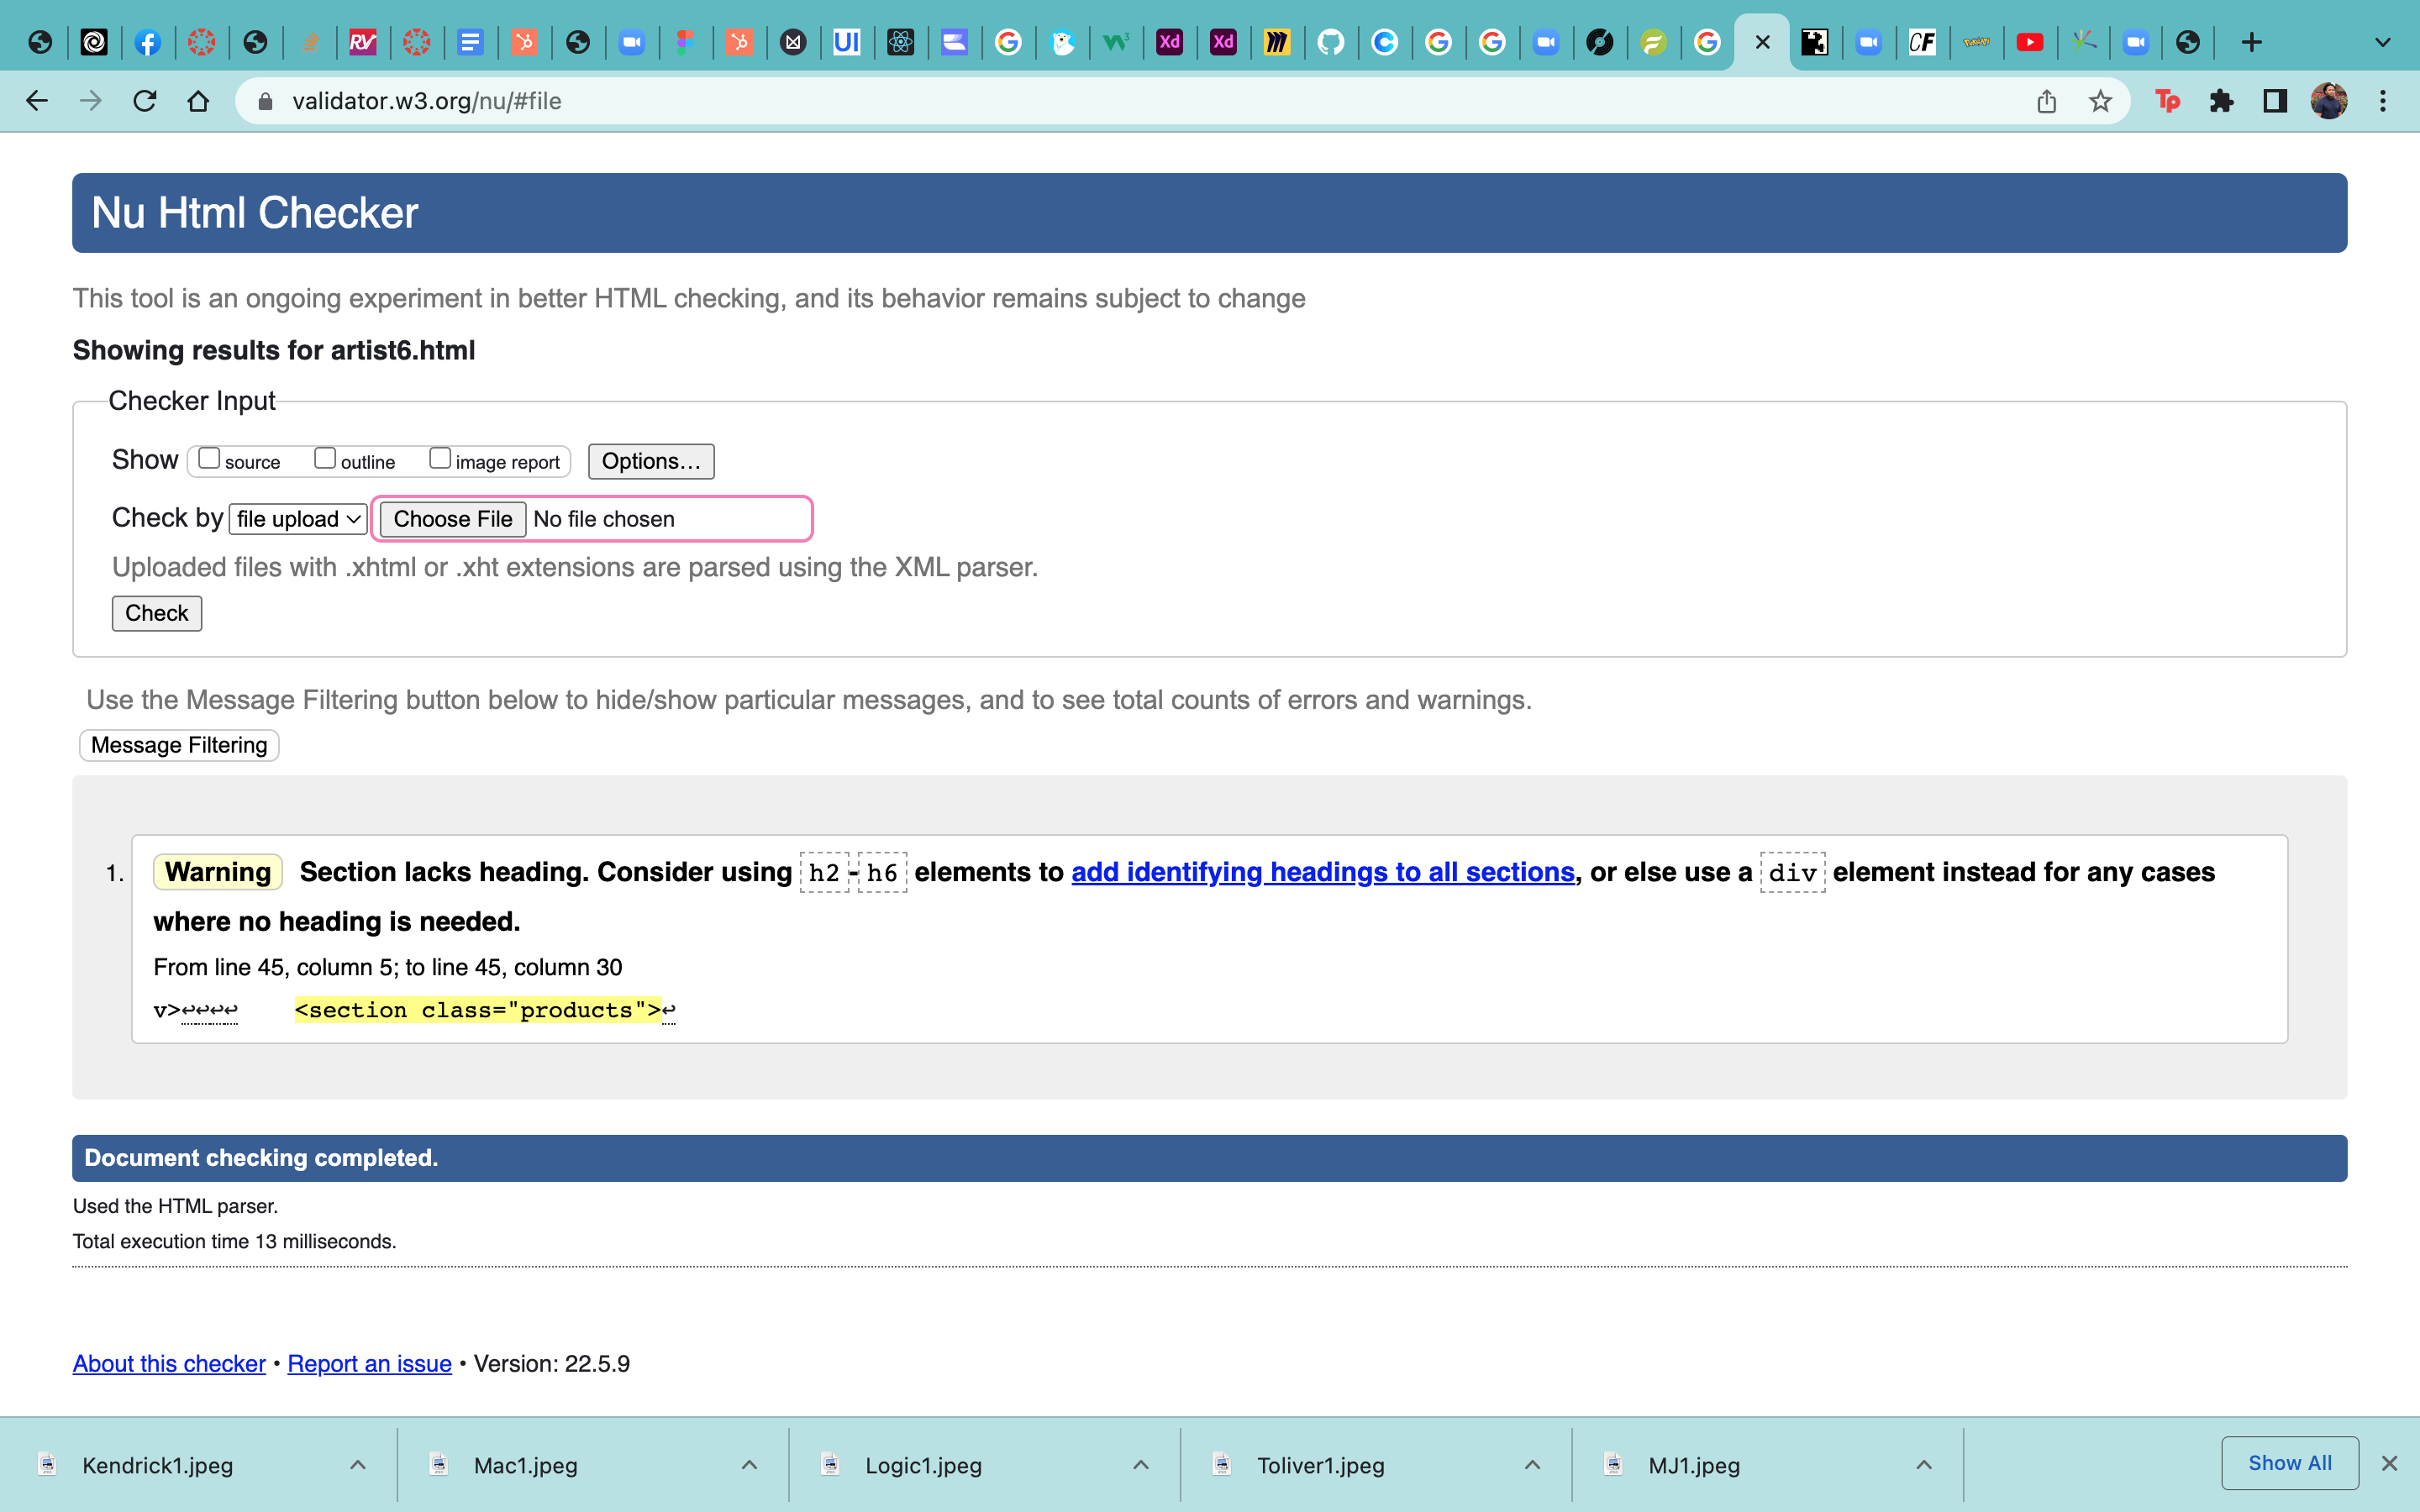 validator.w3.org/nu/#file
Nu Html Checker
This tool is an ongoing experiment in better HTML checking, and its behavior remains subject to change
Showing results for artist6.html
Checker Input
Show source outline image report Options...
Check by file upload Choose File No file chosen
Uploaded files with .xhtml or .xht extensions are parsed using the XML parser.
Check
Use the Message Filtering button below to hide/show particular messages, and to see total counts of errors and warnings.
Message Filtering
1. Warning Section lacks heading. Consider using h2-h6 elements to add identifying headings to all sections, or else use a div element instead for any cases
where no heading is needed.
From line 45, column 5; to line 45, column 30
v>↩↩↩↩ <section class="products">↩
Document checking completed.
Used the HTML parser.
Total execution time 13 milliseconds.
About this checker • Report an issue • Version: 22.5.9
Kendrick1.jpeg Mac1.jpeg Logic1.jpeg Toliver1.jpeg MJ1.jpeg Show All